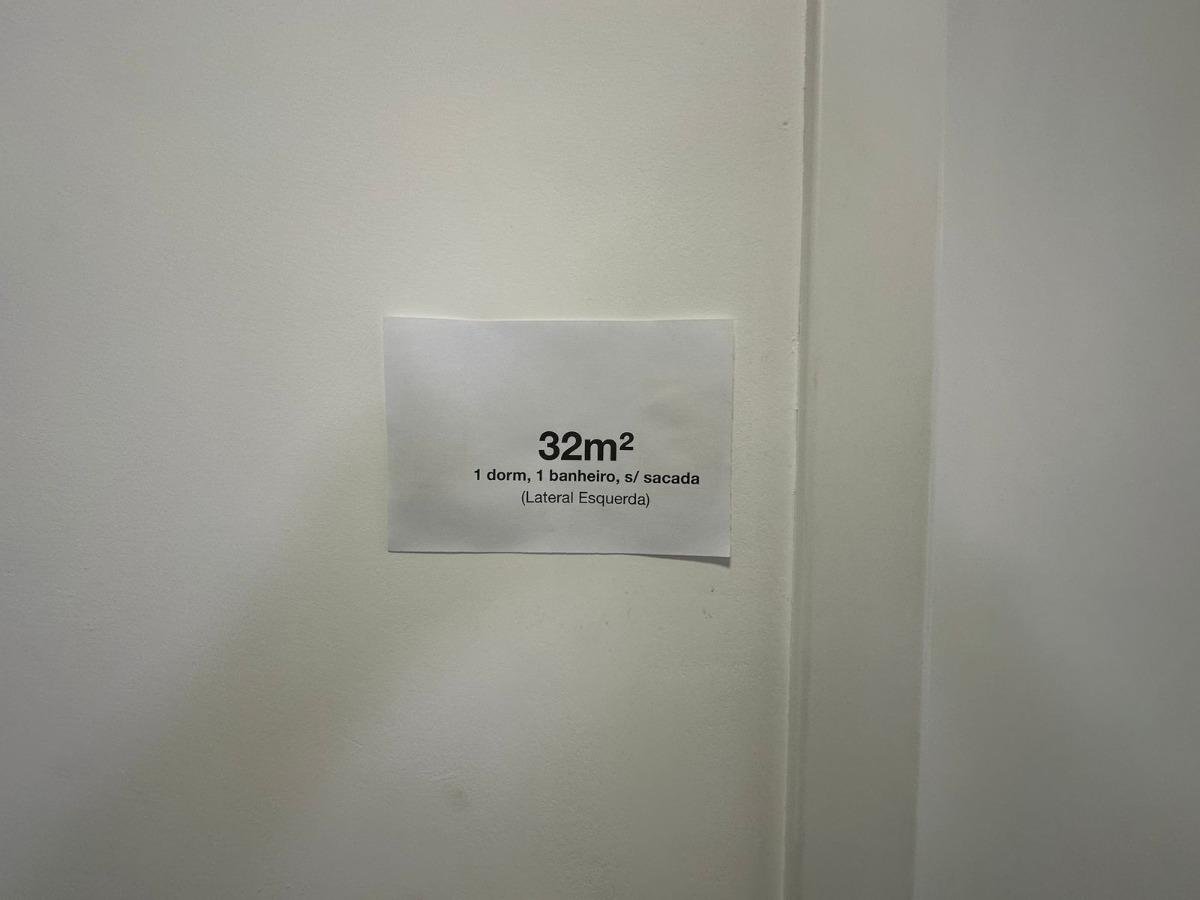 32m²
1 dorm, 1 banheiro, s/ sacada
(Lateral Esquerda)